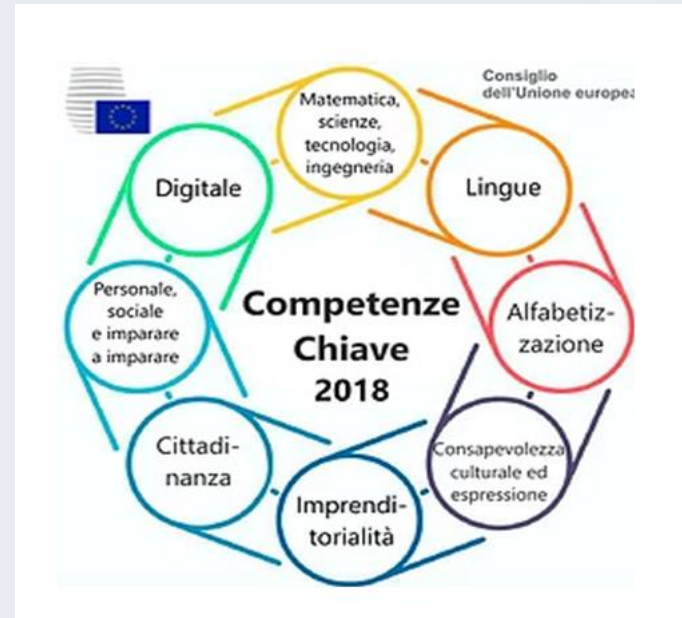 Consiglio
dell'Unione europea
Matematica,
scienze,
tecnologia,
ingegneria
Lingue
Alfabetiz-
zazione
Consapevolezza
culturale ed
espressione
Imprendi-
torialità
Cittadi-
nanza
Personale,
sociale
e imparare
a imparare
Digitale
Competenze
Chiave
2018